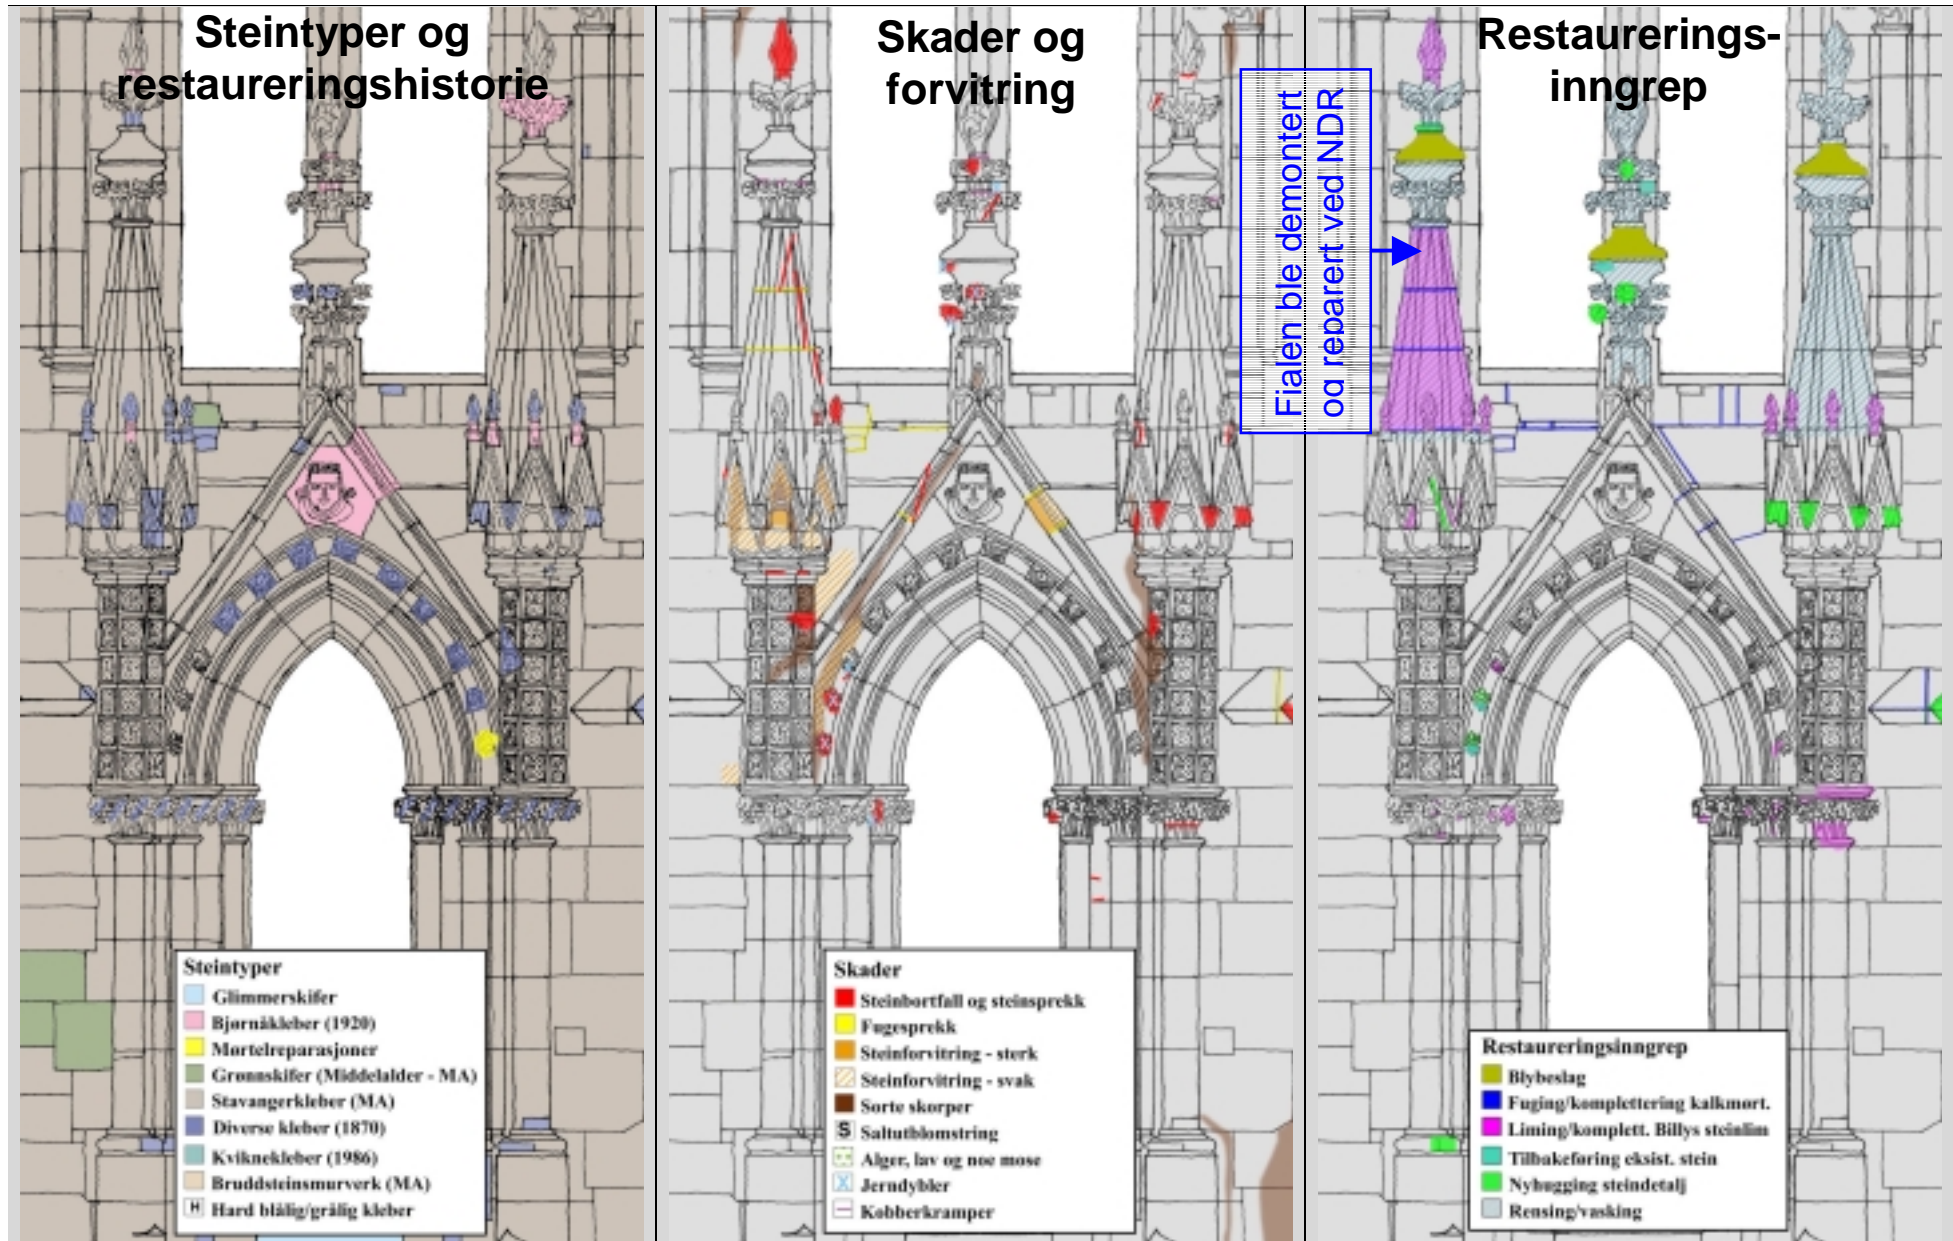 Steintyper og
restaureringshistorie
Steintyper
Glimmerskifer
Bjørnåkleber (1920)
Mørtelreparasjoner
Grønnskifer (Middelalder - MA)
Stavangerkleber (MA)
Diverse kleber (1870)
Kviknekleber (1986)
Bruddsteinsmurverk (MA)
H Hard blålig/grålig kleber
Skader og
forvitring
Skader
Steinbortfall og steinsprekk
Fugesprekk
Steinforvitring - sterk
Steinforvitring - svak
Sorte skorper
S Saltutblomstring
Alger, lav og noe mose
X Jerndybler
Kobberkramper
Fialen ble demontert
og reparert ved NDR
Restaurerings-
inngrep
Restaureringsinngrep
Blybeslag
Fuging/komplettering kalkmørt.
Liming/komplett. Billys steinlim
Tilbakeføring eksist. stein
Nyhugging steindetalj
Rensing/vasking